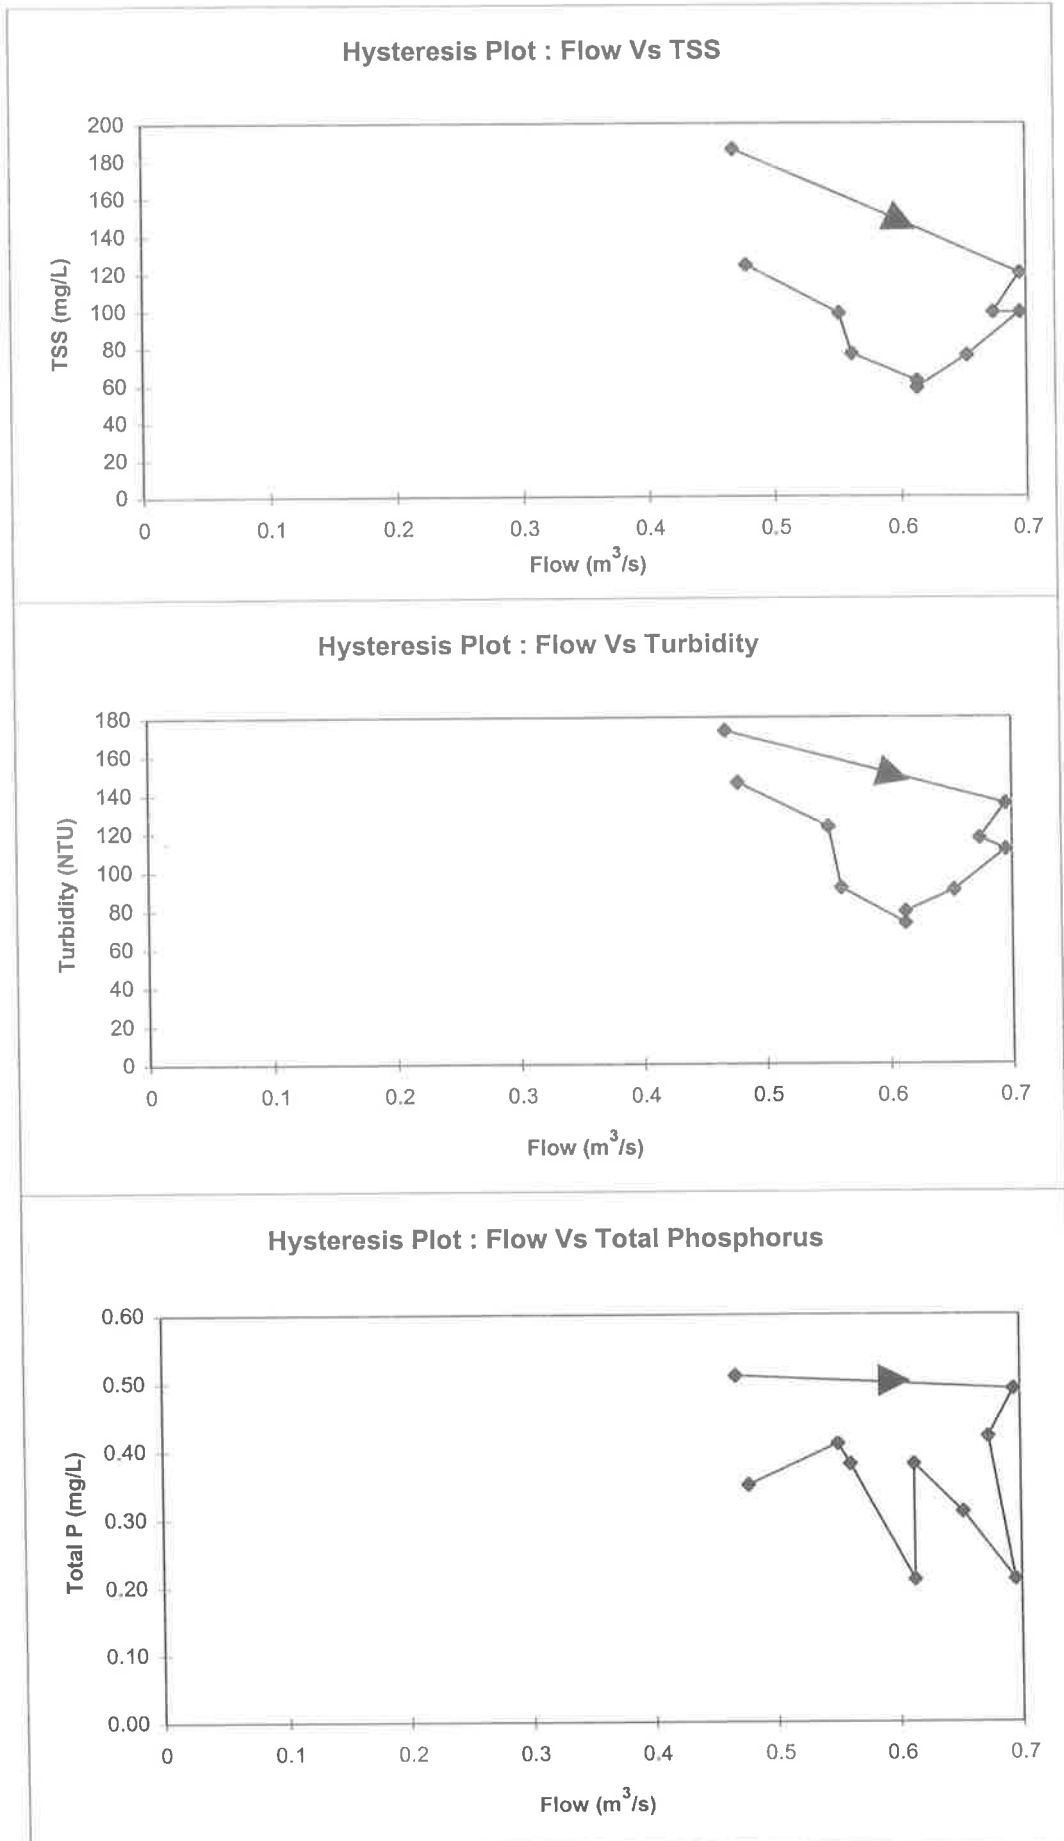 Hysteresis Plot : Flow Vs TSS
200
180
160
140
120
100
80
60
40
20
0
TSS (mg/L)
0 0.1 0.2 0.3 0.4 0.5 0.6 0.7
Flow (m³/s)
Hysteresis Plot : Flow Vs Turbidity
180
160
140
120
100
80
60
40
20
0
Turbidity (NTU)
0 0.1 0.2 0.3 0.4 0.5 0.6 0.7
Flow (m³/s)
Hysteresis Plot : Flow Vs Total Phosphorus
0.60
0.50
0.40
0.30
0.20
0.10
0.00
Total P (mg/L)
0 0.1 0.2 0.3 0.4 0.5 0.6 0.7
Flow (m³/s)